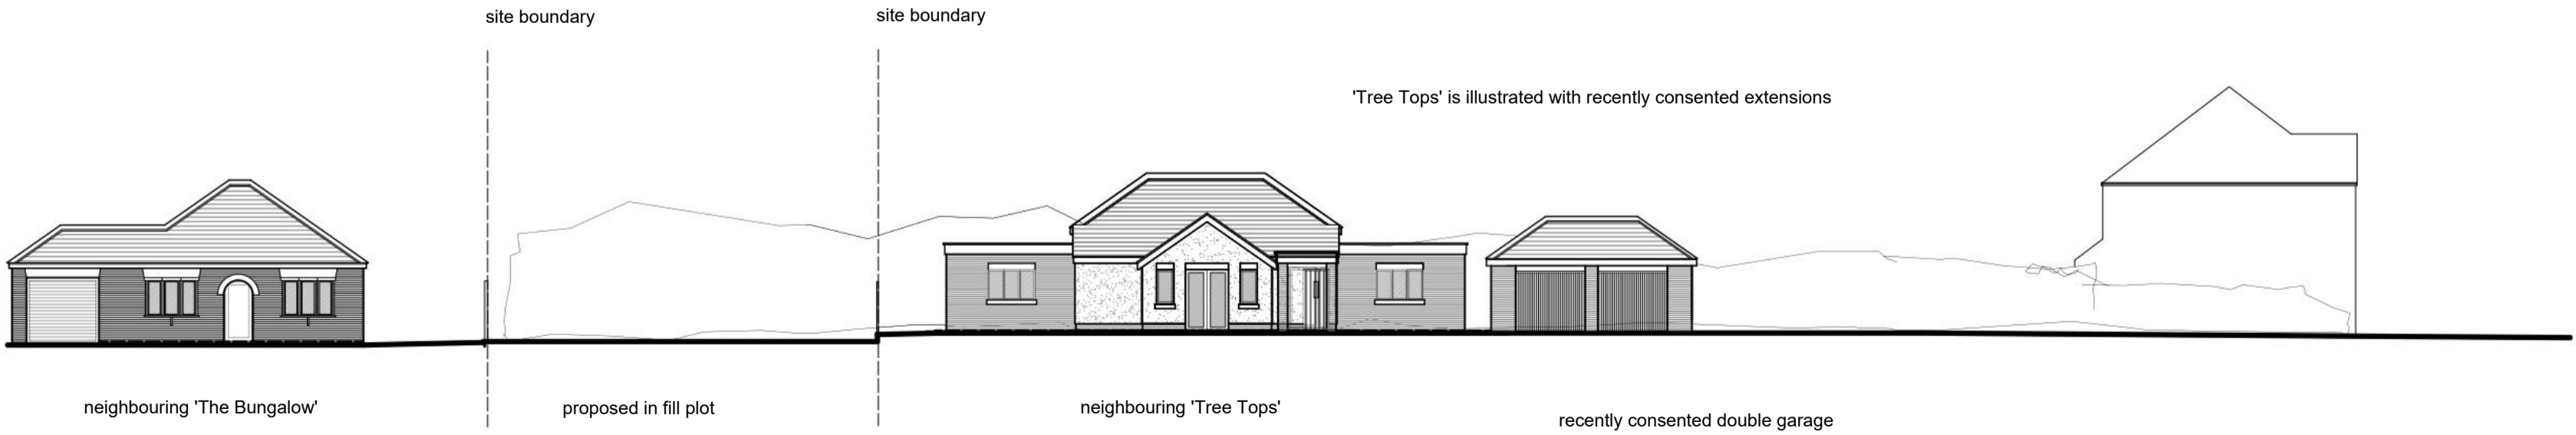 site boundary
site boundary
'Tree Tops' is illustrated with recently consented extensions
neighbouring 'The Bungalow'
proposed in fill plot
neighbouring 'Tree Tops'
recently consented double garage